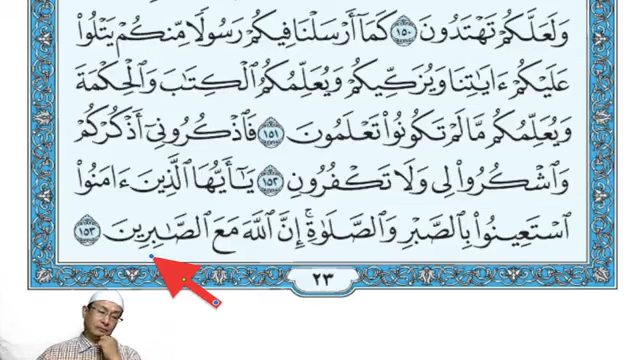 وَلَعَلَّكُمْ تَهْتَدُونَ ١٥٠ كَمَآ أَرْسَلْنَا فِيكُمْ رَسُولًا مِّنكُمْ يَتْلُوا۟
عَلَيْكُمْ ءَايَـٰتِنَا وَيُزَكِّيكُمْ وَيُعَلِّمُكُمُ ٱلْكِتَـٰبَ وَٱلْحِكْمَةَ
وَيُعَلِّمُكُم مَّا لَمْ تَكُونُوا۟ تَعْلَمُونَ ١٥١ فَٱذْكُرُونِىٓ أَذْكُرْكُمْ
وَٱشْكُرُوا۟ لِى وَلَا تَكْفُرُونِ ١٥٢ يَـٰٓأَيُّهَا ٱلَّذِينَ ءَامَنُوا۟
ٱسْتَعِينُوا۟ بِٱلصَّبْرِ وَٱلصَّلَوٰةِ ۚ إِنَّ ٱللَّهَ مَعَ ٱلصَّـٰبِرِينَ ١٥٣
٢٣